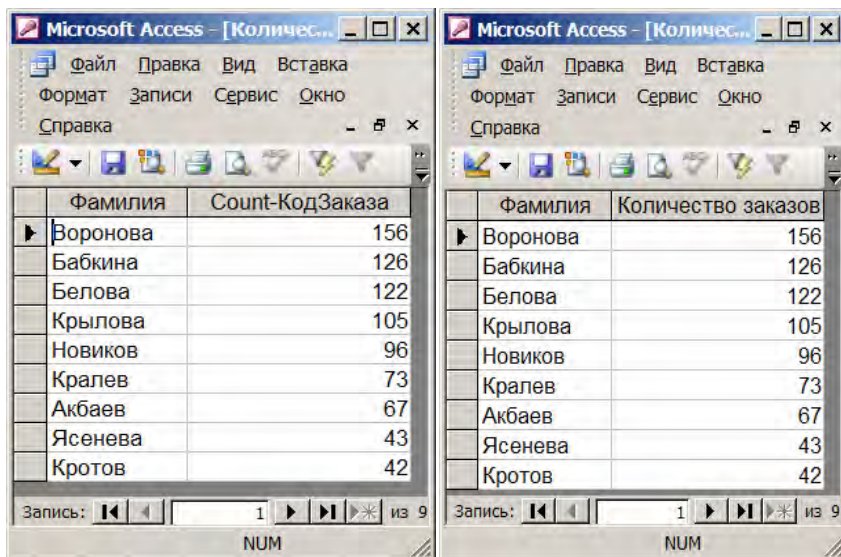 Microsoft Access - [Количес...
Файл Правка Вид Вставка
Формат Записи Сервис Окно
Справка
Фамилия Count-КодЗаказа
Воронова 156
Бабкина 126
Белова 122
Крылова 105
Новиков 96
Кралев 73
Акбаев 67
Ясенева 43
Кротов 42
Запись: 1 из 9
NUM
Microsoft Access - [Количес...
Файл Правка Вид Вставка
Формат Записи Сервис Окно
Справка
Фамилия Количество заказов
Воронова 156
Бабкина 126
Белова 122
Крылова 105
Новиков 96
Кралев 73
Акбаев 67
Ясенева 43
Кротов 42
Запись: 1 из 9
NUM